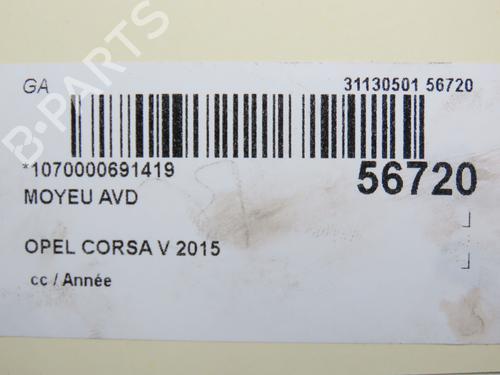 GA
31130501 56720
*1070000691419
56720
MOYEU AVD
OPEL CORSA V 2015
cc / Année
B-PARTS